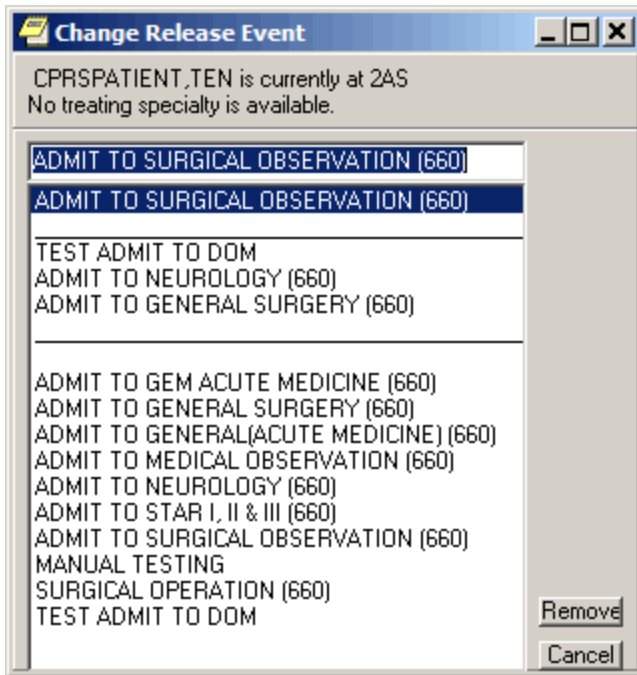 Change Release Event
CPRSPATIENT,TEN is currently at 2AS
No treating specialty is available.
ADMIT TO SURGICAL OBSERVATION (660)
ADMIT TO SURGICAL OBSERVATION (660)
TEST ADMIT TO DOM
ADMIT TO NEUROLOGY (660)
ADMIT TO GENERAL SURGERY (660)
ADMIT TO GEM ACUTE MEDICINE (660)
ADMIT TO GENERAL SURGERY (660)
ADMIT TO GENERAL(ACUTE MEDICINE) (660)
ADMIT TO MEDICAL OBSERVATION (660)
ADMIT TO NEUROLOGY (660)
ADMIT TO STAR I, II & III (660)
ADMIT TO SURGICAL OBSERVATION (660)
MANUAL TESTING
SURGICAL OPERATION (660)
TEST ADMIT TO DOM
Remove
Cancel